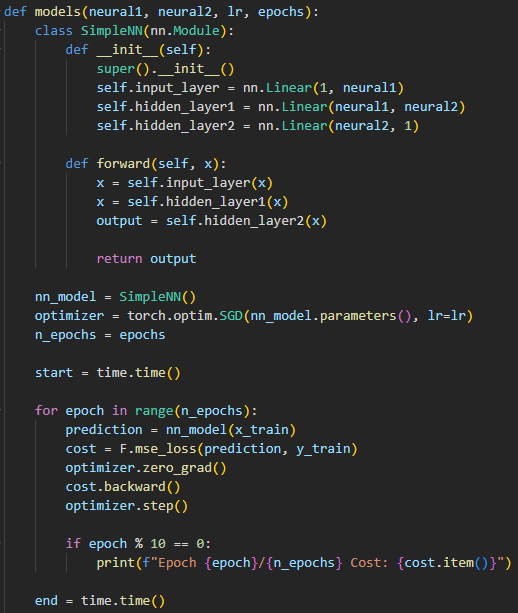 def models(neural1, neural2, lr, epochs):
    class SimpleNN(nn.Module):
        def __init__(self):
            super().__init__()
            self.input_layer = nn.Linear(1, neural1)
            self.hidden_layer1 = nn.Linear(neural1, neural2)
            self.hidden_layer2 = nn.Linear(neural2, 1)

        def forward(self, x):
            x = self.input_layer(x)
            x = self.hidden_layer1(x)
            output = self.hidden_layer2(x)

            return output

    nn_model = SimpleNN()
    optimizer = torch.optim.SGD(nn_model.parameters(), lr=lr)
    n_epochs = epochs

    start = time.time()

    for epoch in range(n_epochs):
        prediction = nn_model(x_train)
        cost = F.mse_loss(prediction, y_train)
        optimizer.zero_grad()
        cost.backward()
        optimizer.step()

        if epoch % 10 == 0:
            print(f"Epoch {epoch}/{n_epochs} Cost: {cost.item()}")

    end = time.time()